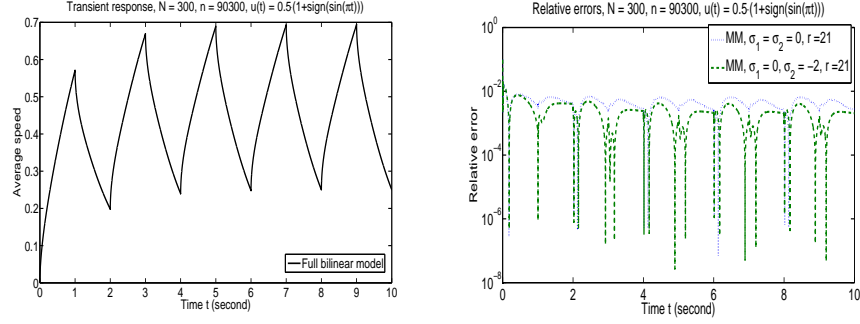 Transient response, N = 300, n = 90300, u(t) = 0.5·(1+sign(sin(πt)))
0.7
0.6
0.5
0.4
0.3
0.2
0.1
0
Average speed
Full bilinear model
0 1 2 3 4 5 6 7 8 9 10
Time t (second)
Relative errors, N = 300, n = 90300, u(t) = 0.5·(1+sign(sin(πt)))
MM, σ₁ = σ₂ = 0, r =21
MM, σ₁ = 0, σ₂ = −2, r =21
10⁰
10⁻²
10⁻⁴
10⁻⁶
10⁻⁸
Relative error
0 2 4 6 8 10
Time t (second)